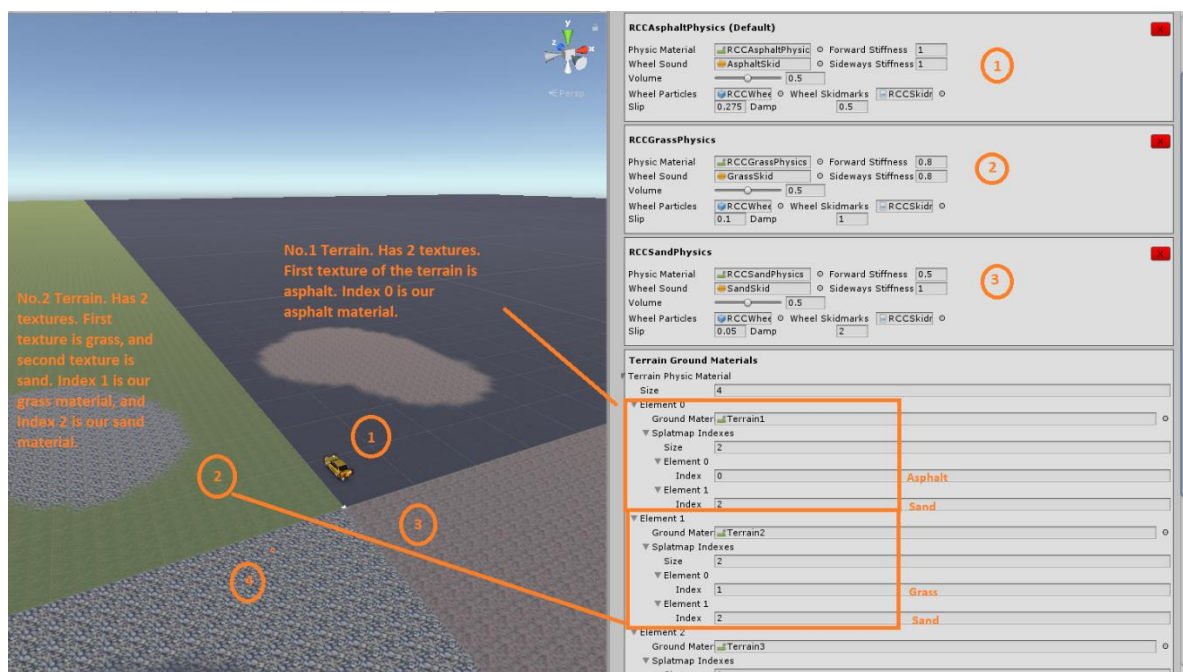 y
z
x
Persp
No.1 Terrain. Has 2 textures.
First texture of the terrain is
asphalt. Index 0 is our
asphalt material.
No.2 Terrain. Has 2
textures. First
texture is grass, and
second texture is
sand. Index 1 is our
grass material, and
index 2 is our sand
material.
1
2
3
4
RCCAsphaltPhysics (Default)
Physic Material RCCAsphaltPhysic Forward Stiffness 1
Wheel Sound AsphaltSkid Sideways Stiffness 1
Volume 0.5
Wheel Particles RCCWhee Wheel Skidmarks RCCSkidr
Slip 0.275 Damp 0.5
1
RCCGrassPhysics
Physic Material RCCGrassPhysics Forward Stiffness 0.8
Wheel Sound GrassSkid Sideways Stiffness 0.8
Volume 0.5
Wheel Particles RCCWhee Wheel Skidmarks RCCSkidr
Slip 0.1 Damp 1
2
RCCSandPhysics
Physic Material RCCSandPhysics Forward Stiffness 0.5
Wheel Sound SandSkid Sideways Stiffness 1
Volume 0.5
Wheel Particles RCCWhee Wheel Skidmarks RCCSkidr
Slip 0.05 Damp 2
3
Terrain Ground Materials
Terrain Physic Material
Size 4
Element 0
Ground Mater Terrain1
Splatmap Indexes
Size 2
Element 0
Index 0 Asphalt
Element 1
Index 2 Sand
Element 1
Ground Mater Terrain2
Splatmap Indexes
Size 2
Element 0
Index 1 Grass
Element 1
Index 2 Sand
Element 2
Ground Mater Terrain3
Splatmap Indexes